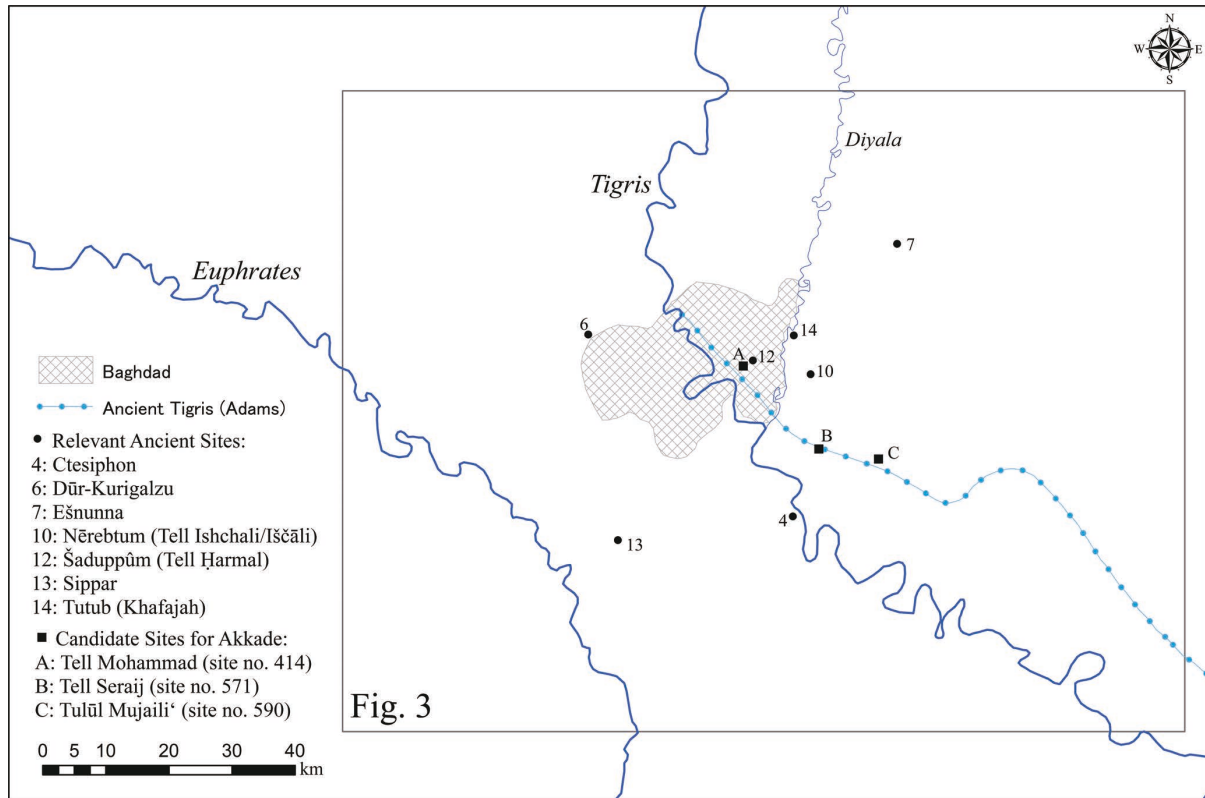 N
W E
S
Diyala
Tigris
7
Euphrates
6
14
A 12
10
Baghdad
Ancient Tigris (Adams)
B
C
Relevant Ancient Sites:
4: Ctesiphon
6: Dūr-Kurigalzu
7: Ešnunna
10: Nērebtum (Tell Ishchali/Iščāli)
12: Šaduppûm (Tell Ḥarmal)
13: Sippar
14: Tutub (Khafajah)
4
13
Candidate Sites for Akkade:
A: Tell Mohammad (site no. 414)
B: Tell Seraij (site no. 571)
C: Tulūl Mujaili‘ (site no. 590)
Fig. 3
0 5 10 20 30 40
km